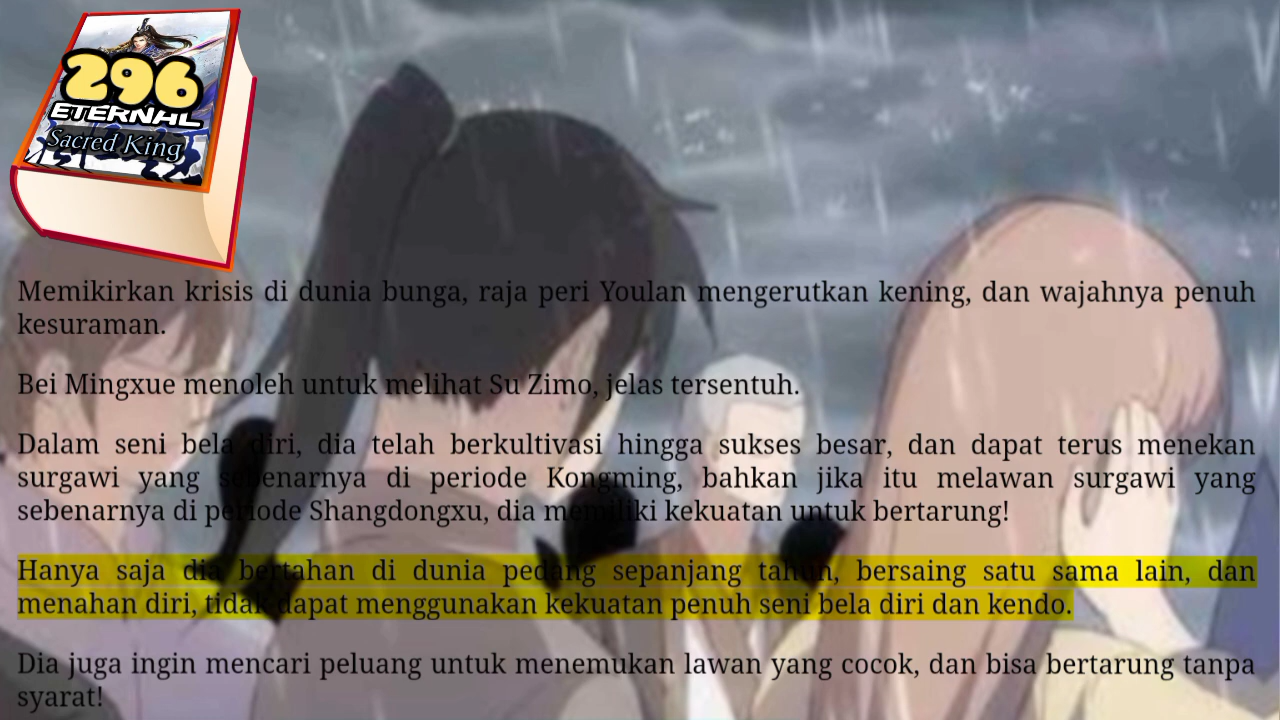 296
ETERNAL
Sacred King
Memikirkan krisis di dunia bunga, raja peri Youlan mengerutkan kening, dan wajahnya penuh
kesuraman.
Bei Mingxue menoleh untuk melihat Su Zimo, jelas tersentuh.
Dalam seni bela diri, dia telah berkultivasi hingga sukses besar, dan dapat terus menekan
surgawi yang sebenarnya di periode Kongming, bahkan jika itu melawan surgawi yang
sebenarnya di periode Shangdongxu, dia memiliki kekuatan untuk bertarung!
Hanya saja dia bertahan di dunia pedang sepanjang tahun, bersaing satu sama lain, dan
menahan diri, tidak dapat menggunakan kekuatan penuh seni bela diri dan kendo.
Dia juga ingin mencari peluang untuk menemukan lawan yang cocok, dan bisa bertarung tanpa
syarat!